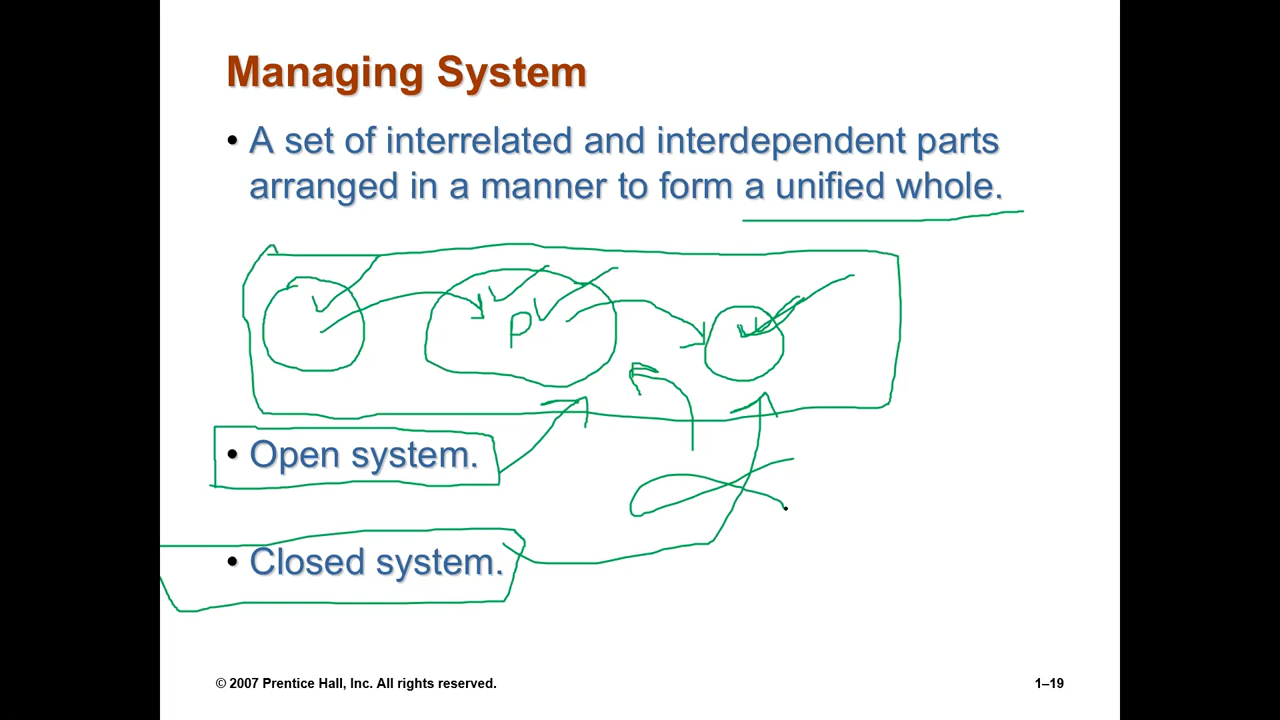 Managing System
• A set of interrelated and interdependent parts
arranged in a manner to form a unified whole.
P
• Open system.
• Closed system.
© 2007 Prentice Hall, Inc. All rights reserved.
1–19